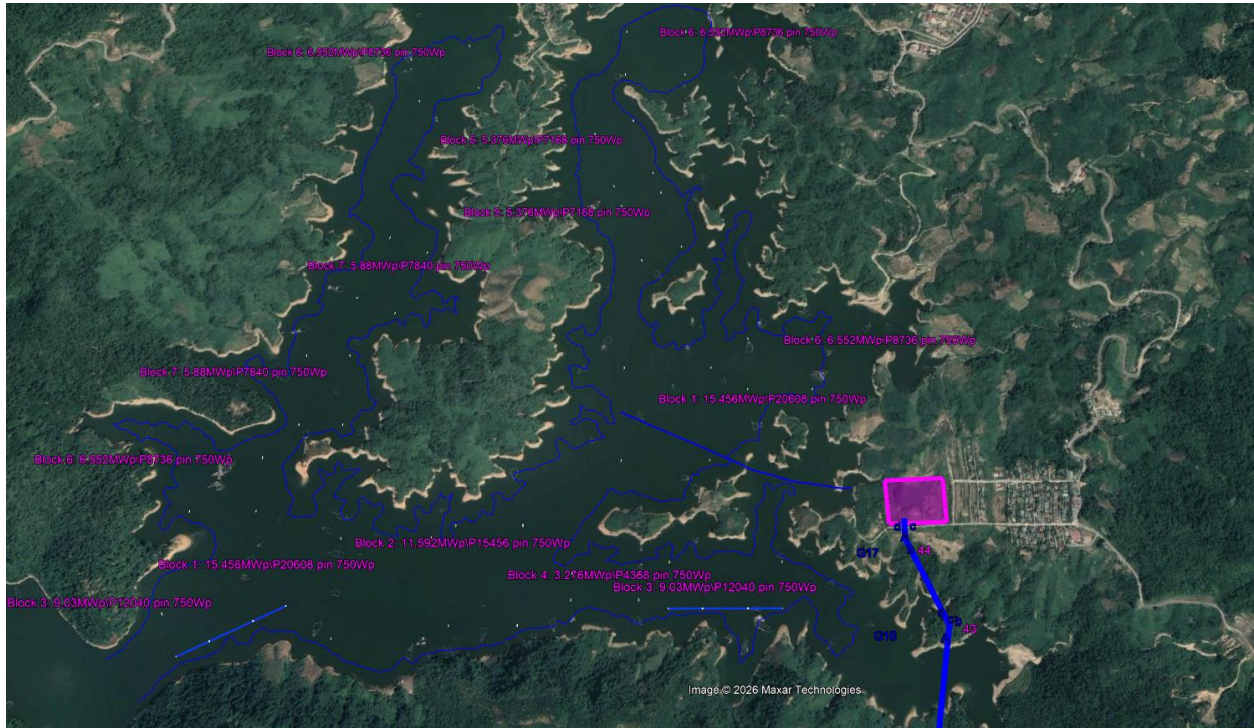 Block 6: 6.552MWp\P8736 pin 750Wp
Block 6: 6.552MWp\P8736 pin 750Wp
Block 5: 5.376MWp\P7168 pin 750Wp
Block 5: 5.376MWp\P7168 pin 750Wp
Block 7: 5.88MWp\P7840 pin 750Wp
Block 6: 6.552MWp\P8736 pin 750Wp
Block 7: 5.88MWp\P7840 pin 750Wp
Block 1: 15.456MWp\P20608 pin 750Wp
Block 6: 6.552MWp\P8736 pin 750Wp
Block 2: 11.592MWp\P15456 pin 750Wp
G17
44
Block 1: 15.456MWp\P20608 pin 750Wp
Block 4: 3.276MWp\P4368 pin 750Wp
Block 3: 9.03MWp\P12040 pin 750Wp
Block 3: 9.03MWp\P12040 pin 750Wp
43
Image © 2026 Maxar Technologies